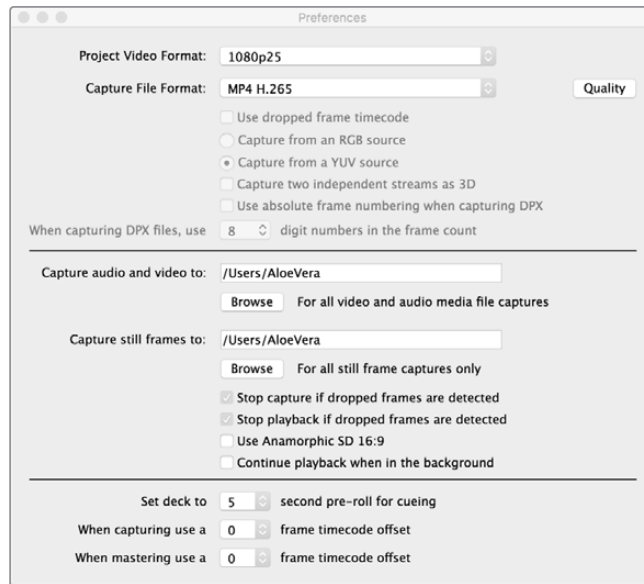 Preferences
Project Video Format: 1080p25
Capture File Format: MP4 H.265 Quality
Use dropped frame timecode
Capture from an RGB source
Capture from a YUV source
Capture two independent streams as 3D
Use absolute frame numbering when capturing DPX
When capturing DPX files, use 8 digit numbers in the frame count
Capture audio and video to: /Users/AloeVera
Browse For all video and audio media file captures
Capture still frames to: /Users/AloeVera
Browse For all still frame captures only
Stop capture if dropped frames are detected
Stop playback if dropped frames are detected
Use Anamorphic SD 16:9
Continue playback when in the background
Set deck to 5 second pre-roll for cueing
When capturing use a 0 frame timecode offset
When mastering use a 0 frame timecode offset